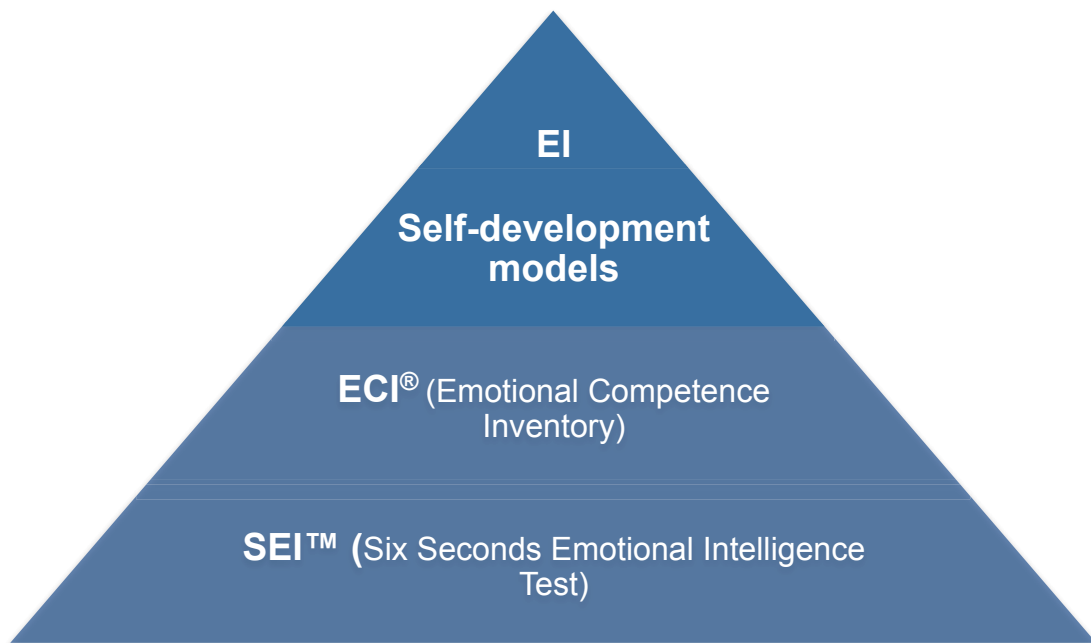 EI
Self-development
models
ECI® (Emotional Competence
Inventory)
SEI™ (Six Seconds Emotional Intelligence
Test)